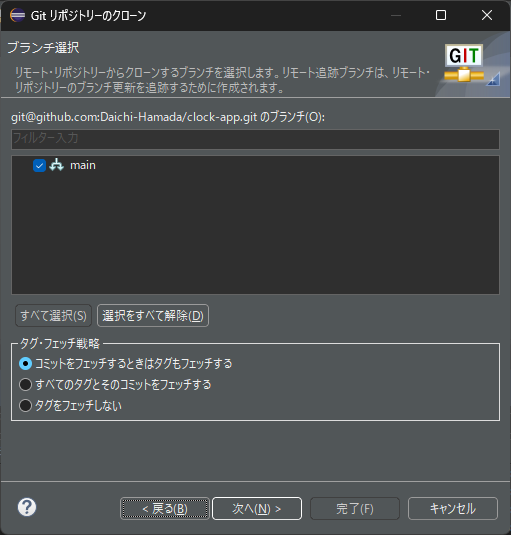 Git リポジトリーのクローン
ブランチ選択
GIT
リモート・リポジトリーからクローンするブランチを選択します。リモート追跡ブランチは、リモート・
リポジトリーのブランチ更新を追跡するために作成されます。
git@github.com:Daichi-Hamada/clock-app.git のブランチ(O):
フィルター入力
main
すべて選択(S) 選択をすべて解除(D)
タグ・フェッチ戦略
コミットをフェッチするときはタグもフェッチする
すべてのタグとそのコミットをフェッチする
タグをフェッチしない
? < 戻る(B) 次へ(N) > 完了(F) キャンセル